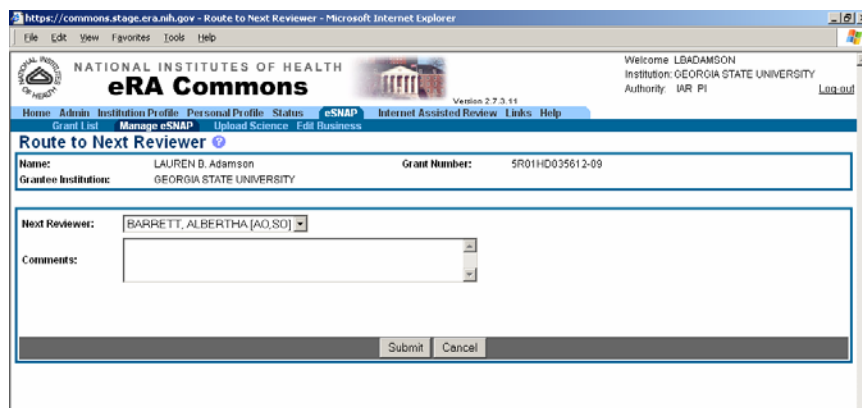 https://commons.stage.era.nih.gov - Route to Next Reviewer - Microsoft Internet Explorer
File Edit View Favorites Tools Help
NATIONAL INSTITUTES OF HEALTH
eRA Commons
Version 2.7.3.11
Welcome LBADAMSON
Institution: GEORGIA STATE UNIVERSITY
Authority: IAR PI
Log-out
Home Admin Institution Profile Personal Profile Status eSNAP Internet Assisted Review Links Help
Grant List Manage eSNAP Upload Science Edit Business
Route to Next Reviewer ?
Name: LAUREN B. Adamson Grant Number: 5R01HD035612-09
Grantee Institution: GEORGIA STATE UNIVERSITY
Next Reviewer: BARRETT, ALBERTHA [AO,SO]
Comments:
Submit Cancel